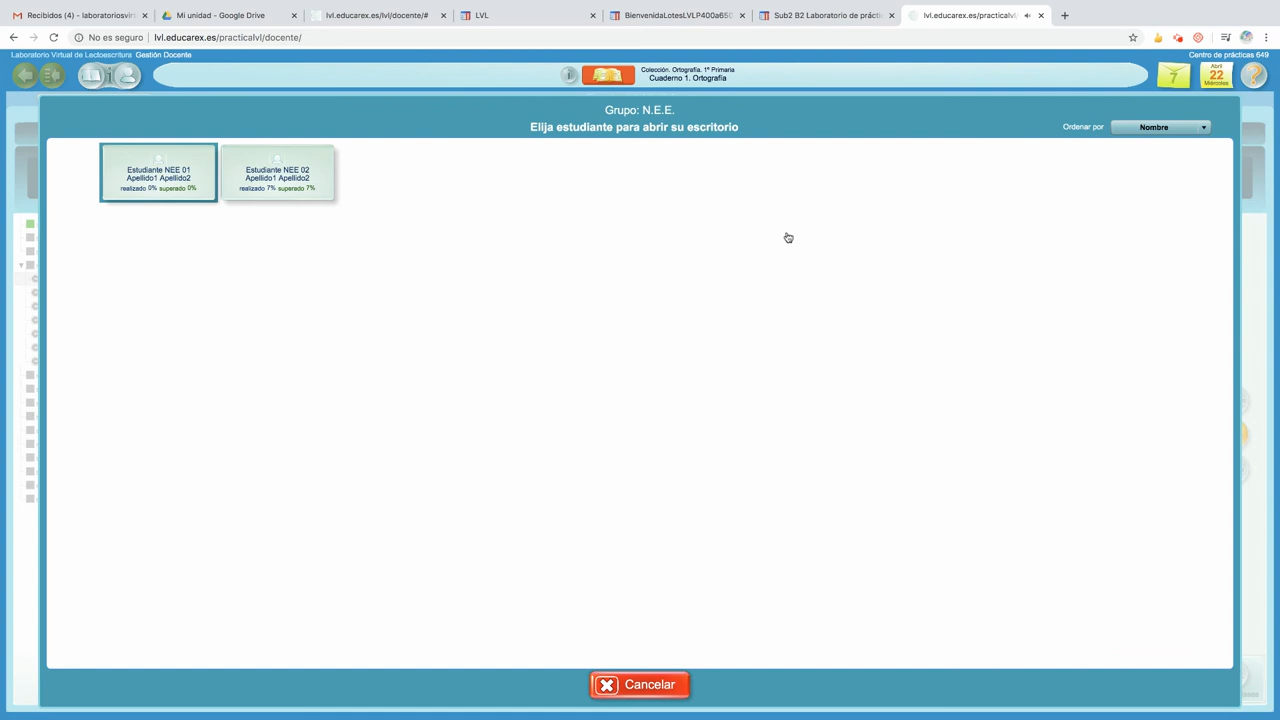 Recibidos (4) - laboratoriosvirt
Mi unidad - Google Drive
lvl.educarex.es/lvl/docente/#
LVL
BienvenidaLotesLVLP400a650
Sub2 B2 Laboratorio de prácti
lvl.educarex.es/practicalvl/
No es seguro
lvl.educarex.es/practicalvl/docente/
Laboratorio Virtual de Lectoescritura Gestión Docente
Centro de prácticas 649
Colección. Ortografía. 1º Primaria
Cuaderno 1. Ortografía
7
Abril
22
Miércoles
?
Grupo: N.E.E.
Elija estudiante para abrir su escritorio
Ordenar por
Nombre
Estudiante NEE 01
Apellido1 Apellido2
realizado 0% superado 0%
Estudiante NEE 02
Apellido1 Apellido2
realizado 7% superado 7%
Cancelar